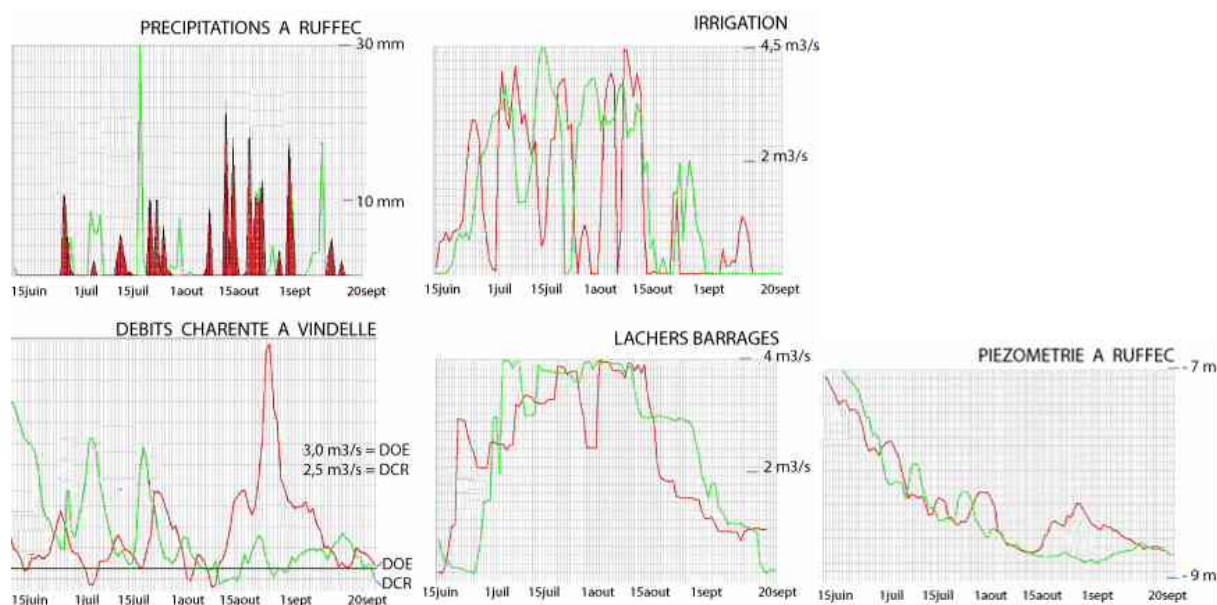 PRECIPITATIONS A RUFFEC
30 mm
10 mm
15juin 1juil 15juil 1aout 15aout 1sept 20sept
IRRIGATION
4,5 m3/s
2 m3/s
15juin 1juil 15juil 1aout 15aout 1sept 20sept
DEBITS CHARENTE A VINDELLE
3,0 m3/s = DOE
2,5 m3/s = DCR
DOE
DCR
15juin 1juil 15juil 1aout 15aout 1sept 20sept
LACHERS BARRAGES
4 m3/s
2 m3/s
15juin 1juil 15juil 1aout 15aout 1sept 20sept
PIEZOMETRIE A RUFFEC
- 7 m
- 9 m
15juin 1juil 15juil 1aout 15aout 1sept 20sept